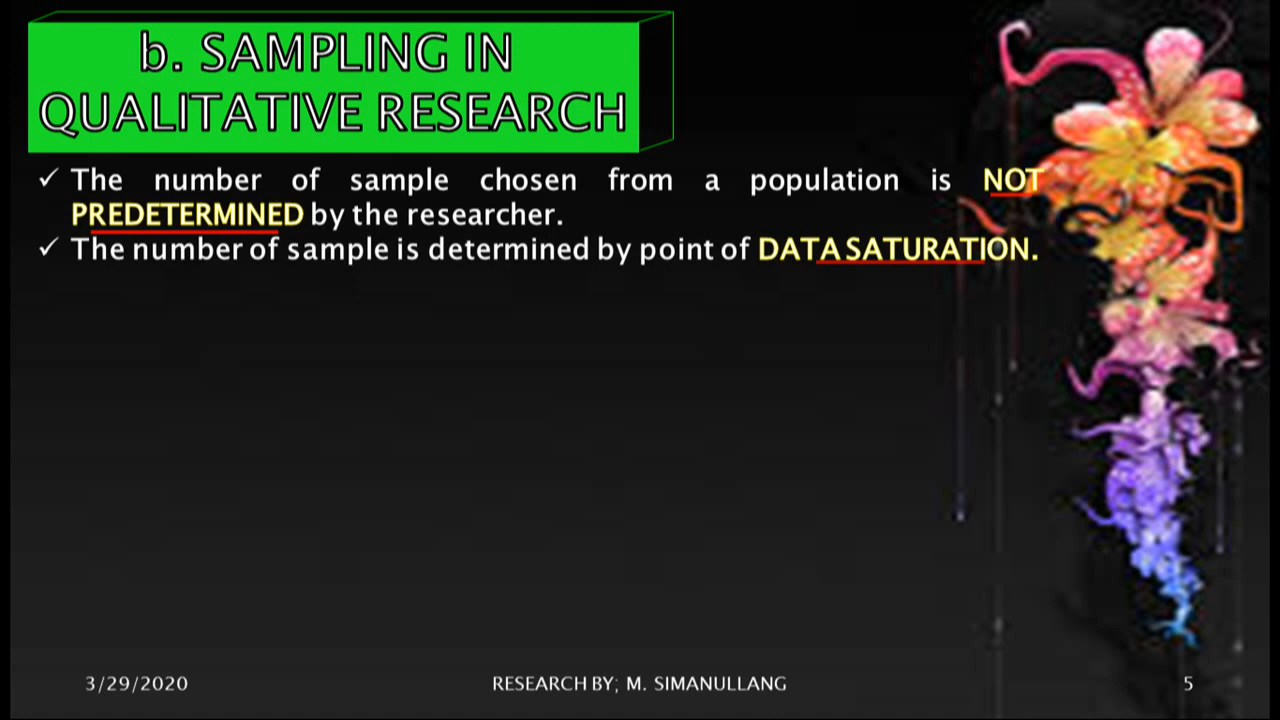 b. SAMPLING IN
QUALITATIVE RESEARCH
✓ The number of sample chosen from a population is NOT
PREDETERMINED by the researcher.
✓ The number of sample is determined by point of DATA SATURATION.
3/29/2020 RESEARCH BY; M. SIMANULLANG 5